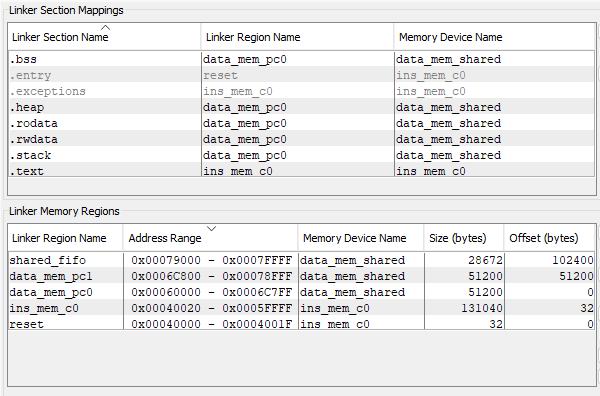 Linker Section Mappings
Linker Section Name Linker Region Name Memory Device Name
.bss data_mem_pc0 data_mem_shared
.entry reset ins_mem_c0
.exceptions ins_mem_c0 ins_mem_c0
.heap data_mem_pc0 data_mem_shared
.rodata data_mem_pc0 data_mem_shared
.rwdata data_mem_pc0 data_mem_shared
.stack data_mem_pc0 data_mem_shared
.text ins_mem_c0 ins_mem_c0
Linker Memory Regions
Linker Region Name Address Range Memory Device Name Size (bytes) Offset (bytes)
shared_fifo 0x00079000 - 0x0007FFFF data_mem_shared 28672 102400
data_mem_pc1 0x0006C800 - 0x00078FFF data_mem_shared 51200 51200
data_mem_pc0 0x00060000 - 0x0006C7FF data_mem_shared 51200 0
ins_mem_c0 0x00040020 - 0x0005FFFF ins_mem_c0 131040 32
reset 0x00040000 - 0x0004001F ins_mem_c0 32 0